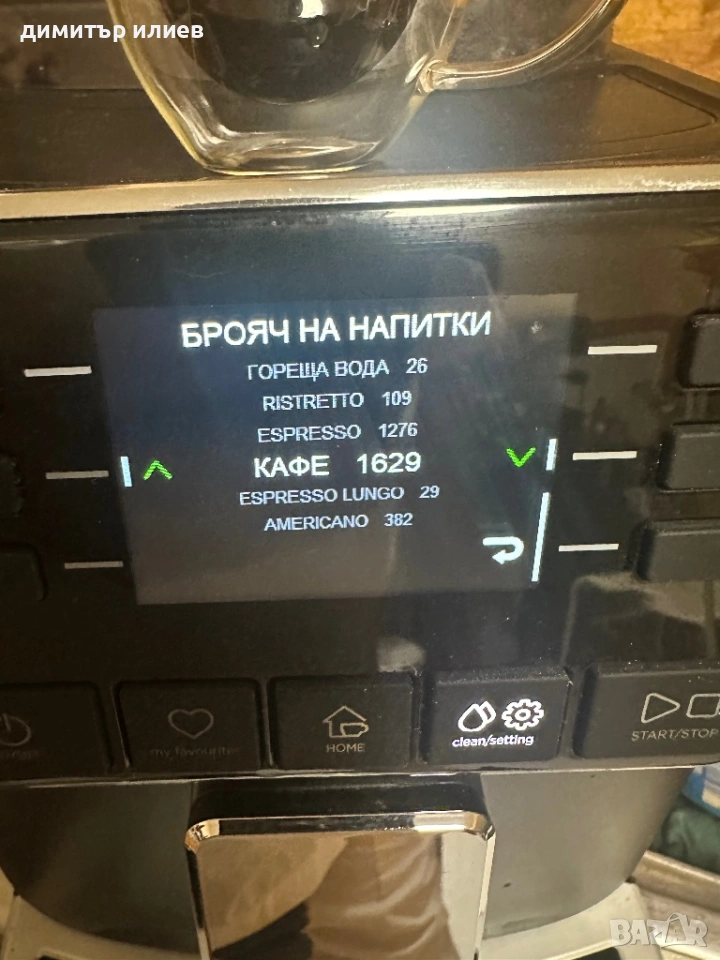 димитър илиев
БРОЯЧ НА НАПИТКИ
ГОРЕЩА ВОДА 26
RISTRETTO 109
ESPRESSO 1276
КАФЕ 1629
ESPRESSO LUNGO 29
AMERICANO 382
my favourite
HOME
clean/setting
START/STOP
BAZAR